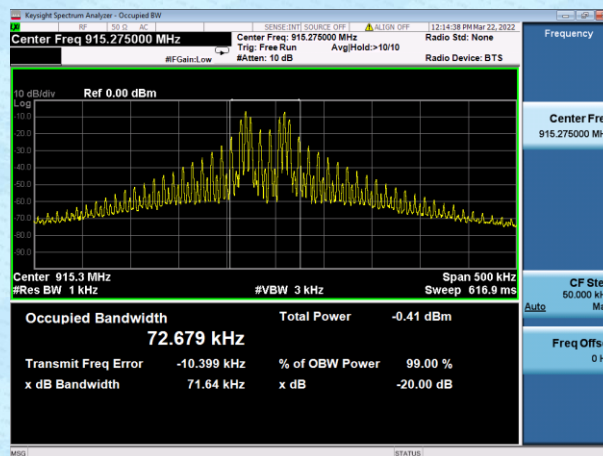 Keysight Spectrum Analyzer - Occupied BW
RF 50 Ω AC SENSE:INT SOURCE OFF ALIGN OFF 12:14:38 PM Mar 22, 2022
Center Freq 915.275000 MHz Center Freq: 915.275000 MHz Radio Std: None
Trig: Free Run Avg|Hold:>10/10
#IFGain:Low #Atten: 10 dB Radio Device: BTS
10 dB/div Ref 0.00 dBm
Log
-10.0
-20.0
-30.0
-40.0
-50.0
-60.0
-70.0
-80.0
-90.0
Center 915.3 MHz Span 500 kHz
#Res BW 1 kHz #VBW 3 kHz Sweep 616.9 ms
Occupied Bandwidth Total Power -0.41 dBm
72.679 kHz
Transmit Freq Error -10.399 kHz % of OBW Power 99.00 %
x dB Bandwidth 71.64 kHz x dB -20.00 dB
MSG STATUS
Frequency
Center Fre
915.275000 MH
CF Ste
50.000 kH
Auto Ma
Freq Offs
0 H